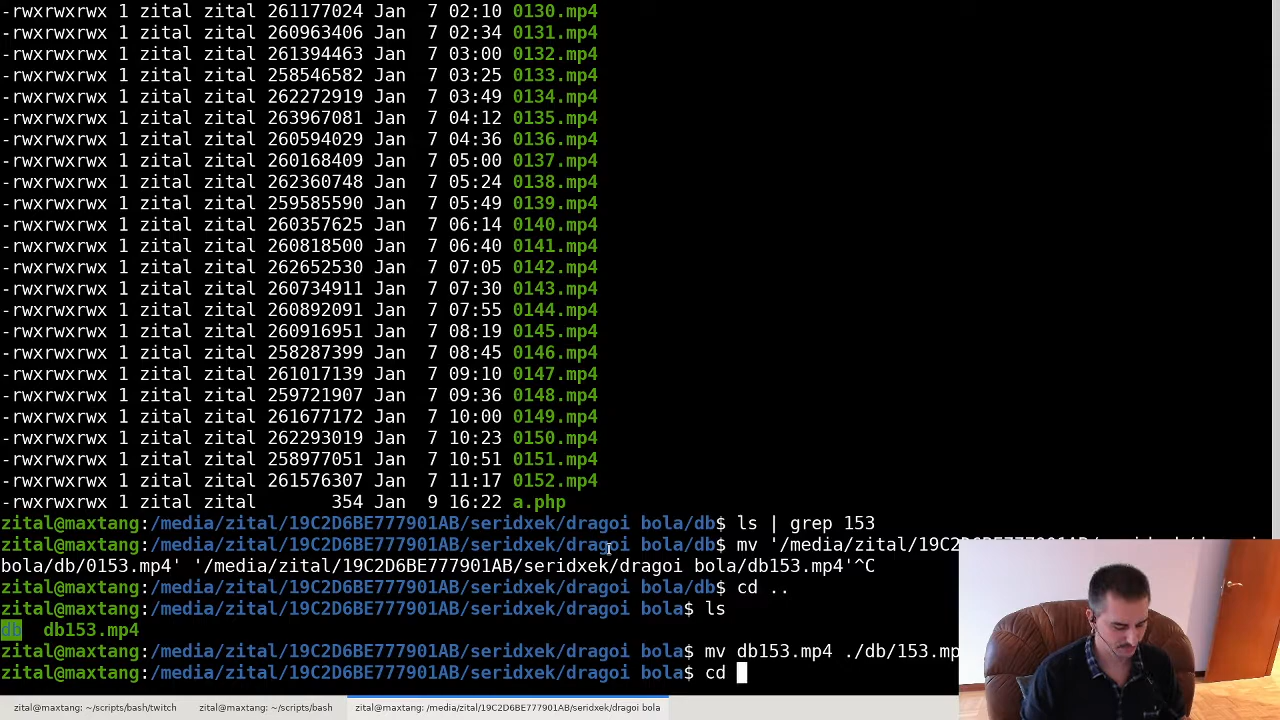 -rwxrwxrwx 1 zital zital 261177024 Jan  7 02:10 0130.mp4
-rwxrwxrwx 1 zital zital 260963406 Jan  7 02:34 0131.mp4
-rwxrwxrwx 1 zital zital 261394463 Jan  7 03:00 0132.mp4
-rwxrwxrwx 1 zital zital 258546582 Jan  7 03:25 0133.mp4
-rwxrwxrwx 1 zital zital 262272919 Jan  7 03:49 0134.mp4
-rwxrwxrwx 1 zital zital 263967081 Jan  7 04:12 0135.mp4
-rwxrwxrwx 1 zital zital 260594029 Jan  7 04:36 0136.mp4
-rwxrwxrwx 1 zital zital 260168409 Jan  7 05:00 0137.mp4
-rwxrwxrwx 1 zital zital 262360748 Jan  7 05:24 0138.mp4
-rwxrwxrwx 1 zital zital 259585590 Jan  7 05:49 0139.mp4
-rwxrwxrwx 1 zital zital 260357625 Jan  7 06:14 0140.mp4
-rwxrwxrwx 1 zital zital 260818500 Jan  7 06:40 0141.mp4
-rwxrwxrwx 1 zital zital 262652530 Jan  7 07:05 0142.mp4
-rwxrwxrwx 1 zital zital 260734911 Jan  7 07:30 0143.mp4
-rwxrwxrwx 1 zital zital 260892091 Jan  7 07:55 0144.mp4
-rwxrwxrwx 1 zital zital 260916951 Jan  7 08:19 0145.mp4
-rwxrwxrwx 1 zital zital 258287399 Jan  7 08:45 0146.mp4
-rwxrwxrwx 1 zital zital 261017139 Jan  7 09:10 0147.mp4
-rwxrwxrwx 1 zital zital 259721907 Jan  7 09:36 0148.mp4
-rwxrwxrwx 1 zital zital 261677172 Jan  7 10:00 0149.mp4
-rwxrwxrwx 1 zital zital 262293019 Jan  7 10:23 0150.mp4
-rwxrwxrwx 1 zital zital 258977051 Jan  7 10:51 0151.mp4
-rwxrwxrwx 1 zital zital 261576307 Jan  7 11:17 0152.mp4
-rwxrwxrwx 1 zital zital       354 Jan  9 16:22 a.php
zital@maxtang:/media/zital/19C2D6BE777901AB/seridxek/dragoi bola/db$ ls | grep 153
zital@maxtang:/media/zital/19C2D6BE777901AB/seridxek/dragoi bola/db$ mv '/media/zital/19C
bola/db/0153.mp4' '/media/zital/19C2D6BE777901AB/seridxek/dragoi bola/db153.mp4'^C
zital@maxtang:/media/zital/19C2D6BE777901AB/seridxek/dragoi bola/db$ cd ..
zital@maxtang:/media/zital/19C2D6BE777901AB/seridxek/dragoi bola$ ls
db  db153.mp4
zital@maxtang:/media/zital/19C2D6BE777901AB/seridxek/dragoi bola$ mv db153.mp4 ./db/153.mp
zital@maxtang:/media/zital/19C2D6BE777901AB/seridxek/dragoi bola$ cd
zital@maxtang: ~/scripts/bash/twitch zital@maxtang: ~/scripts/bash zital@maxtang: /media/zital/19C2D6BE777901AB/seridxek/dragoi bola